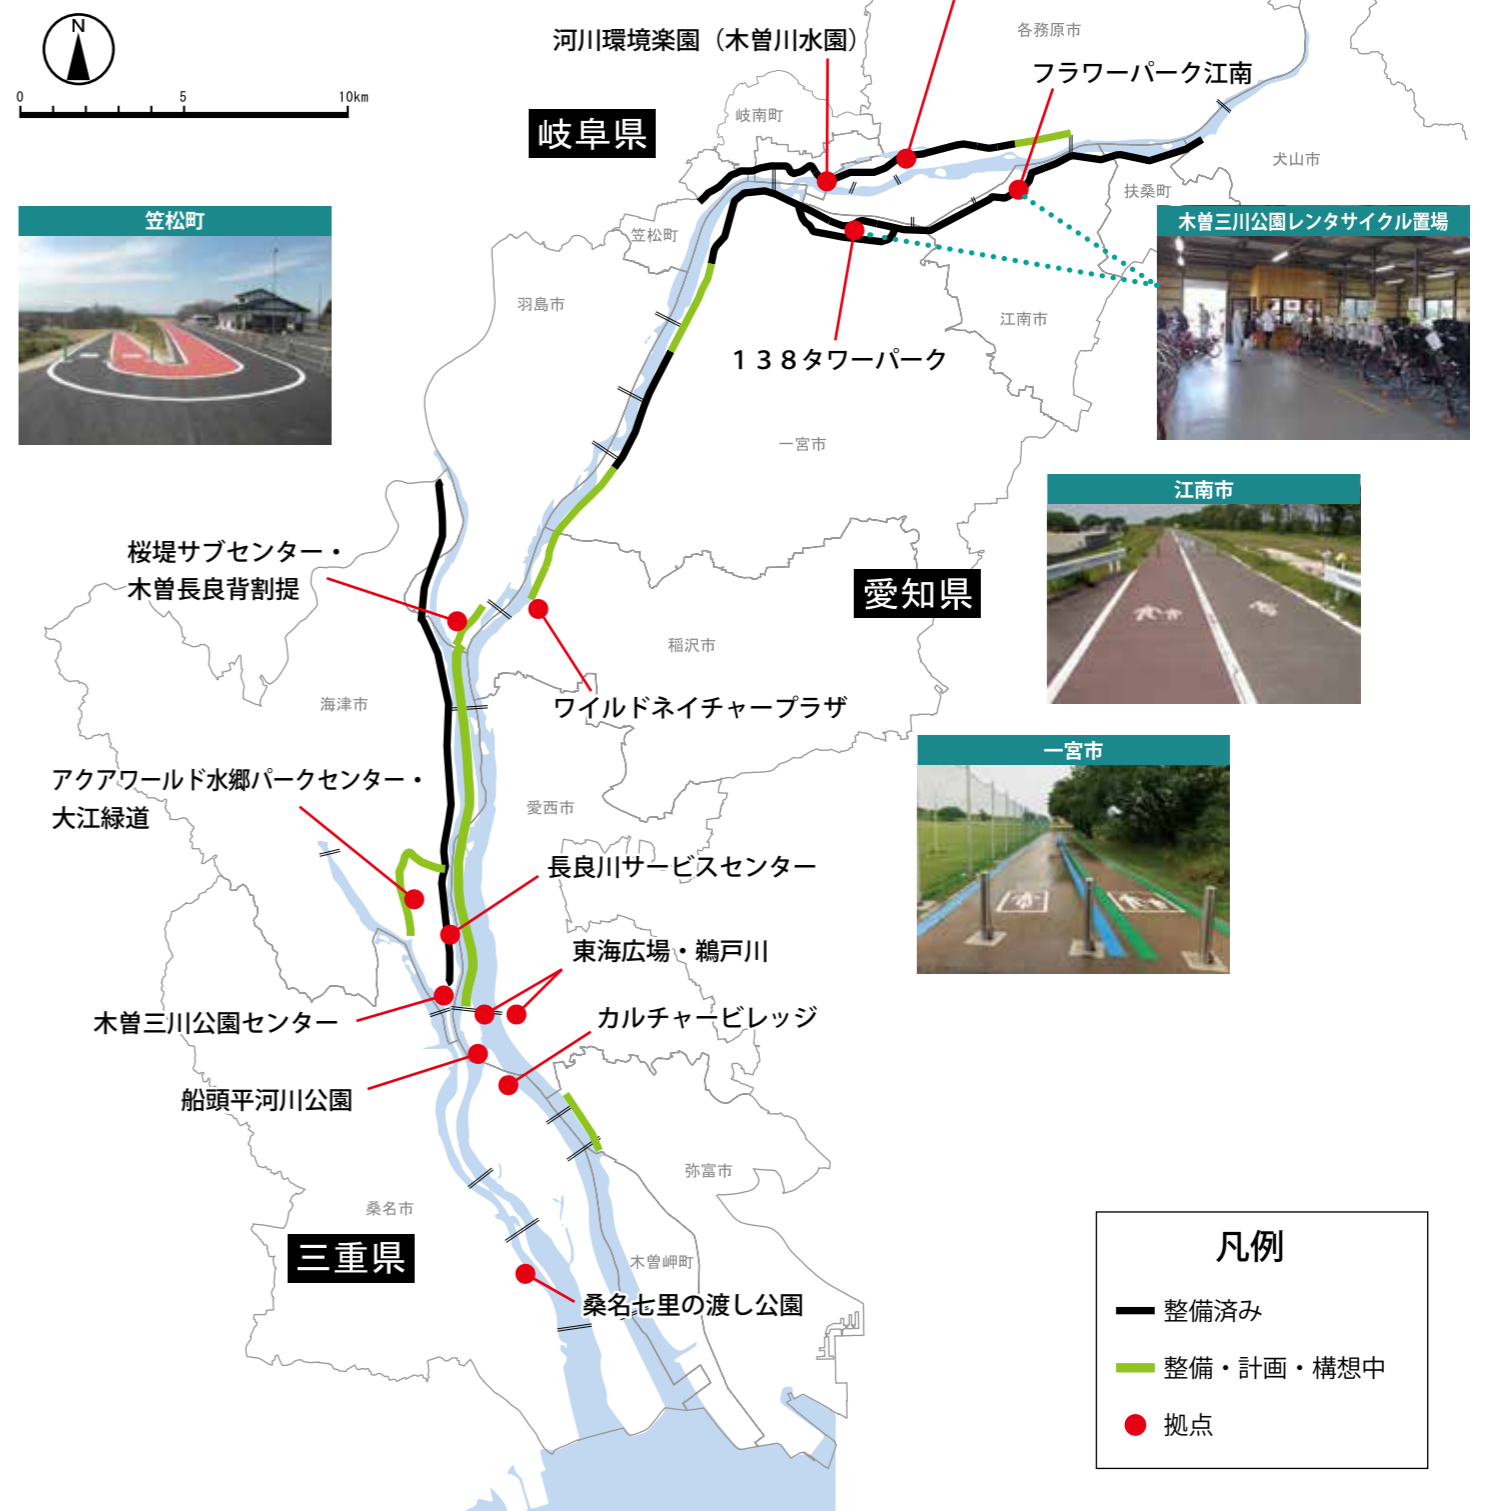 N
0 5 10km
各務原市
河川環境楽園（木曽川水園）
フラワーパーク江南
岐南町
岐阜県
犬山市
扶桑町
笠松町
木曽三川公園レンタサイクル置場
笠松町
羽島市
江南市
１３８タワーパーク
一宮市
江南市
桜堤サブセンター・
木曽長良背割提
愛知県
稲沢市
海津市
ワイルドネイチャープラザ
一宮市
アクアワールド水郷パークセンター・
大江緑道
愛西市
長良川サービスセンター
東海広場・鵜戸川
木曽三川公園センター
カルチャービレッジ
船頭平河川公園
弥富市
桑名市
三重県
木曽岬町
桑名七里の渡し公園
凡例
整備済み
整備・計画・構想中
拠点